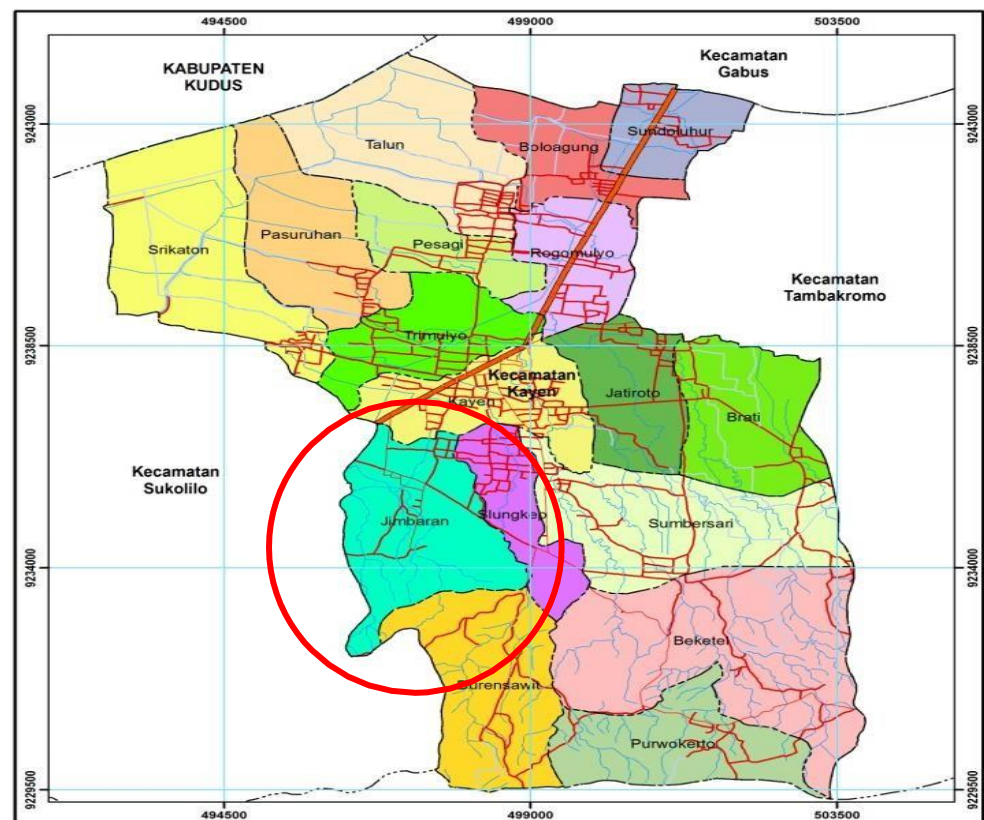 494500
499000
503500
KABUPATEN
KUDUS
Kecamatan
Gabus
9243000
9243000
Sundoluhur
Talun
Boloagung
Pasuruhan
Pesagi
Srikaton
Rogomulyo
Kecamatan
Tambakromo
9238500
9238500
Trimulyo
Kecamatan
Kayen
Kayen
Jatiroto
Brati
Kecamatan
Sukolilo
Jimbaran
Slungkep
Sumbersari
9234000
9234000
Beketel
Durensawit
Purwokerto
9229500
9229500
494500
499000
503500